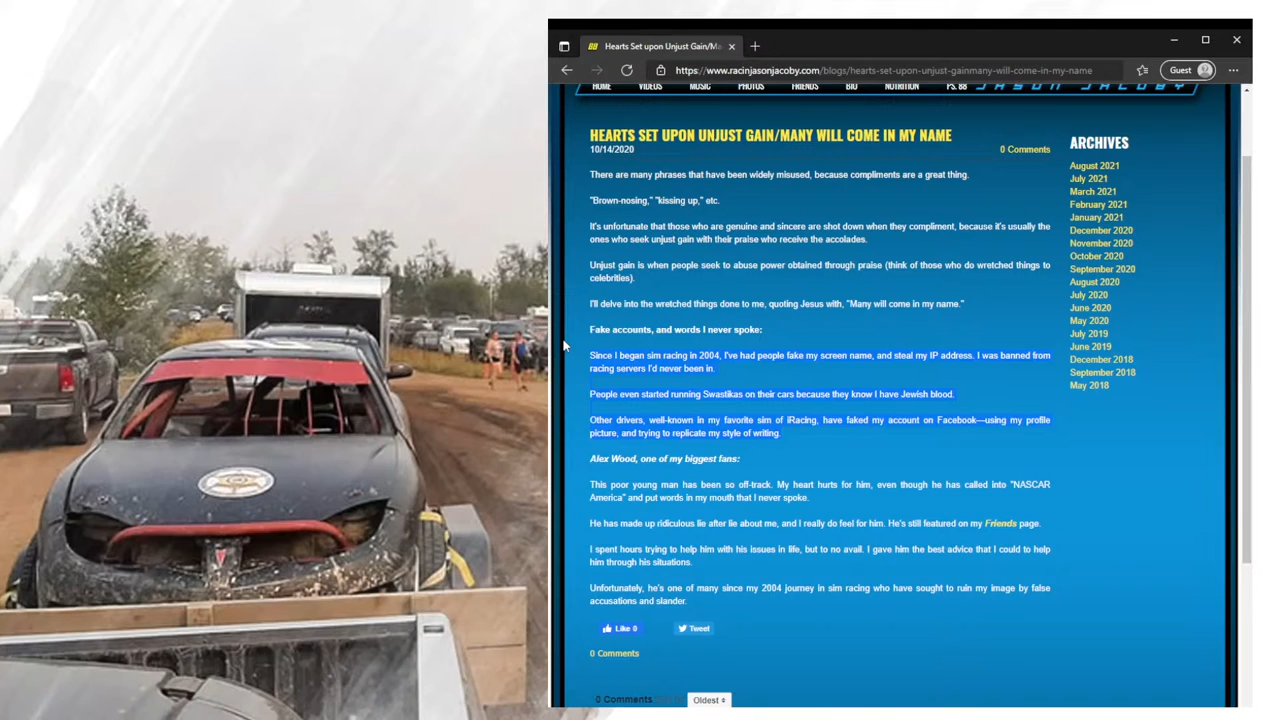 Hearts Set upon Unjust Gain/Ma
https://www.racinjasonjacoby.com/blogs/hearts-set-upon-unjust-gainmany-will-come-in-my-name
Guest
HOME VIDEOS MUSIC PHOTOS FRIENDS BIO NUTRITION PS. 88 JASON JACOBY
HEARTS SET UPON UNJUST GAIN/MANY WILL COME IN MY NAME
10/14/2020
0 Comments
There are many phrases that have been widely misused, because compliments are a great thing.
"Brown-nosing," "kissing up," etc.
It's unfortunate that those who are genuine and sincere are shot down when they compliment, because it's usually the
ones who seek unjust gain with their praise who receive the accolades.
Unjust gain is when people seek to abuse power obtained through praise (think of those who do wretched things to
celebrities).
I'll delve into the wretched things done to me, quoting Jesus with, "Many will come in my name."
Fake accounts, and words I never spoke:
Since I began sim racing in 2004, I've had people fake my screen name, and steal my IP address. I was banned from
racing servers I'd never been in.
People even started running Swastikas on their cars because they know I have Jewish blood.
Other drivers, well-known in my favorite sim of iRacing, have faked my account on Facebook—using my profile
picture, and trying to replicate my style of writing.
Alex Wood, one of my biggest fans:
This poor young man has been so off-track. My heart hurts for him, even though he has called into "NASCAR
America" and put words in my mouth that I never spoke.
He has made up ridiculous lie after lie about me, and I really do feel for him. He's still featured on my Friends page.
I spent hours trying to help him with his issues in life, but to no avail. I gave him the best advice that I could to help
him through his situations.
Unfortunately, he's one of many since my 2004 journey in sim racing who have sought to ruin my image by false
accusations and slander.
Like 0
Tweet
0 Comments
0 Comments
Oldest
ARCHIVES
August 2021
July 2021
March 2021
February 2021
January 2021
December 2020
November 2020
October 2020
September 2020
August 2020
July 2020
June 2020
May 2020
July 2019
June 2019
December 2018
September 2018
May 2018